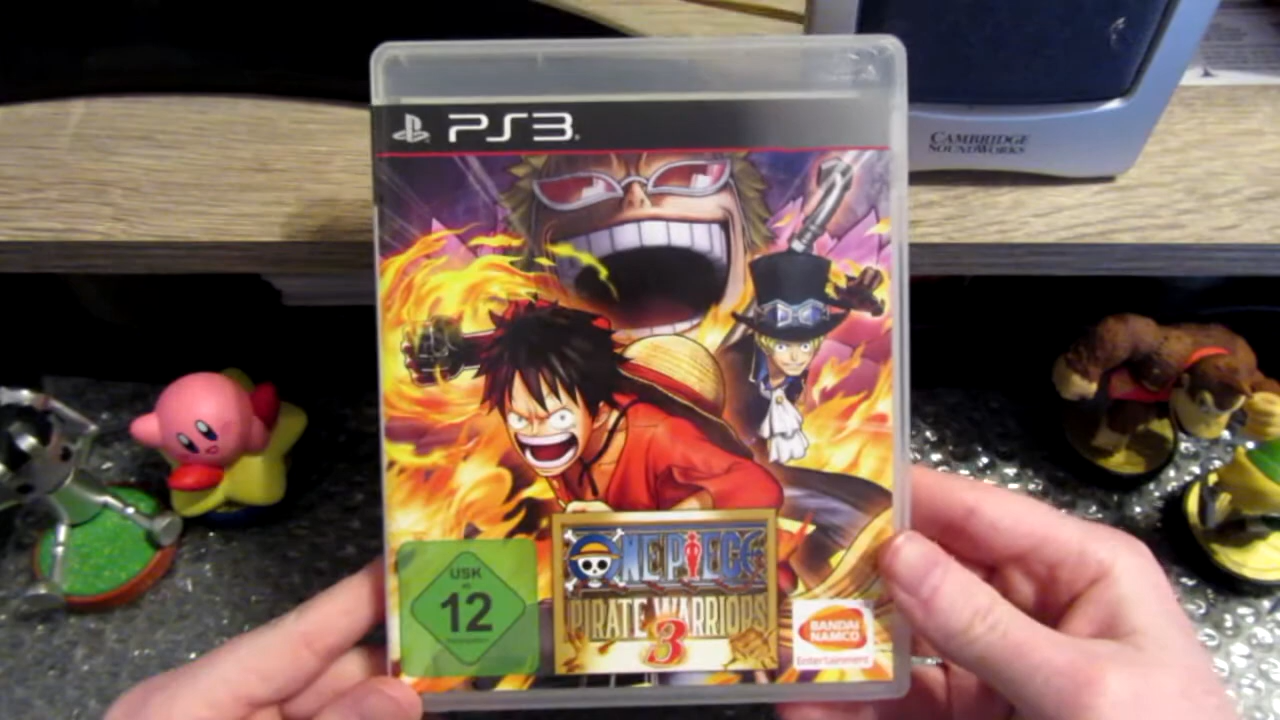 PS3
CAMBRIDGE
SOUNDWORKS
USK
12
ONE PIECE
PIRATE WARRIORS
3
BANDAI
NAMCO
Entertainment